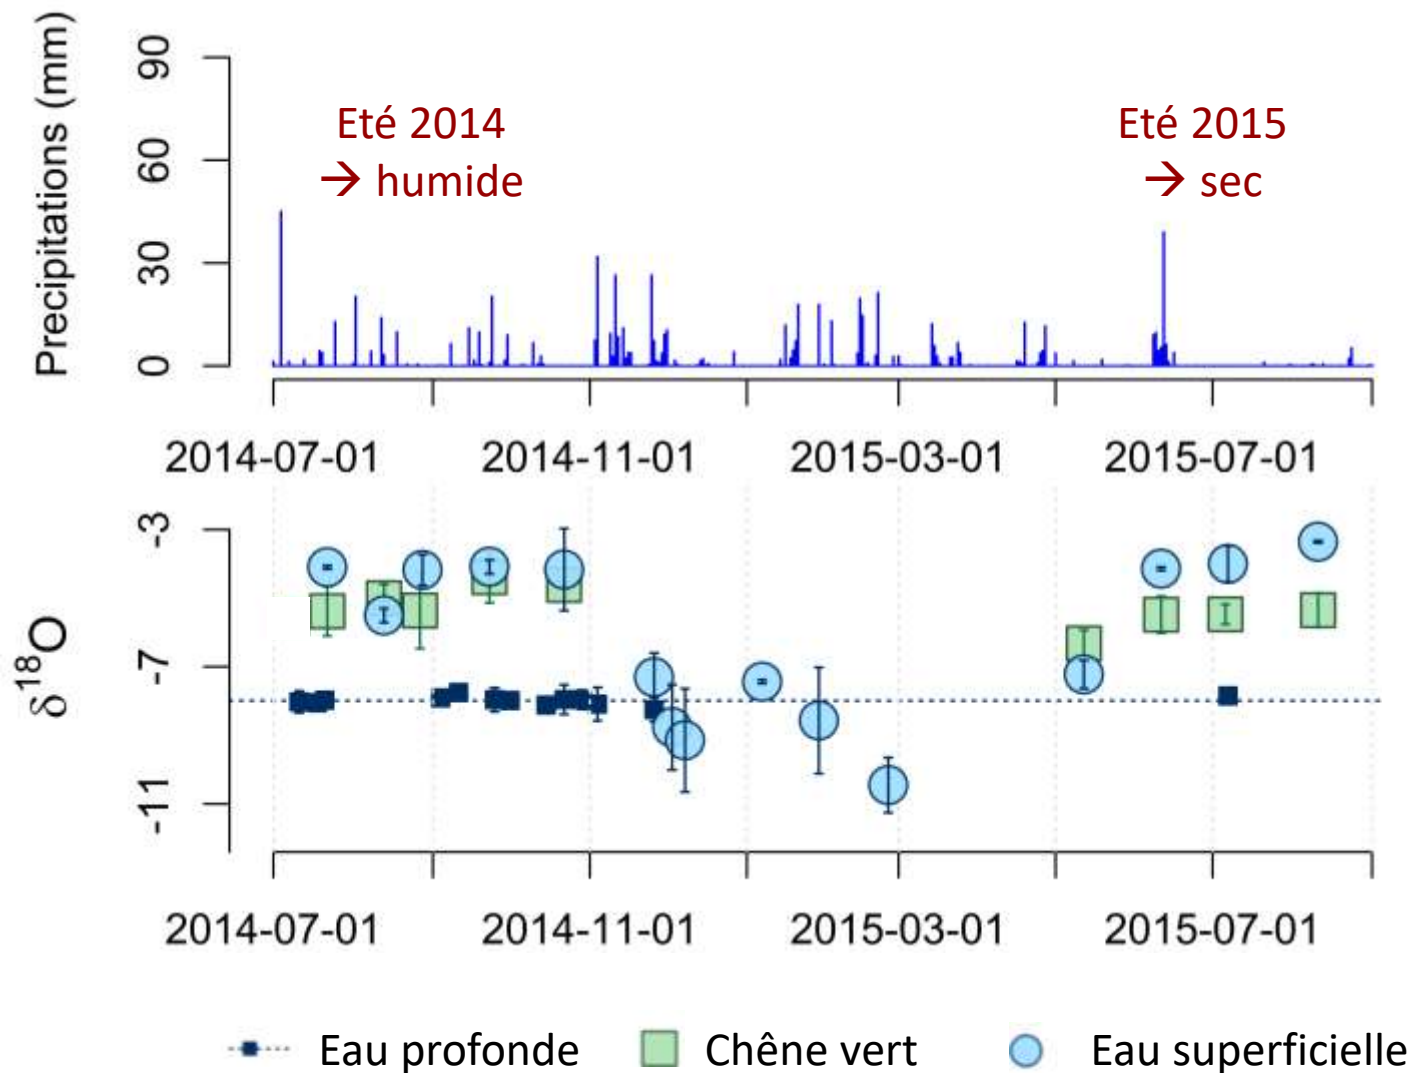 Precipitations (mm)
90
60
30
0
Eté 2014
→ humide
Eté 2015
→ sec
2014-07-01
2014-11-01
2015-03-01
2015-07-01
δ18O
-3
-7
-11
2014-07-01
2014-11-01
2015-03-01
2015-07-01
Eau profonde
Chêne vert
Eau superficielle